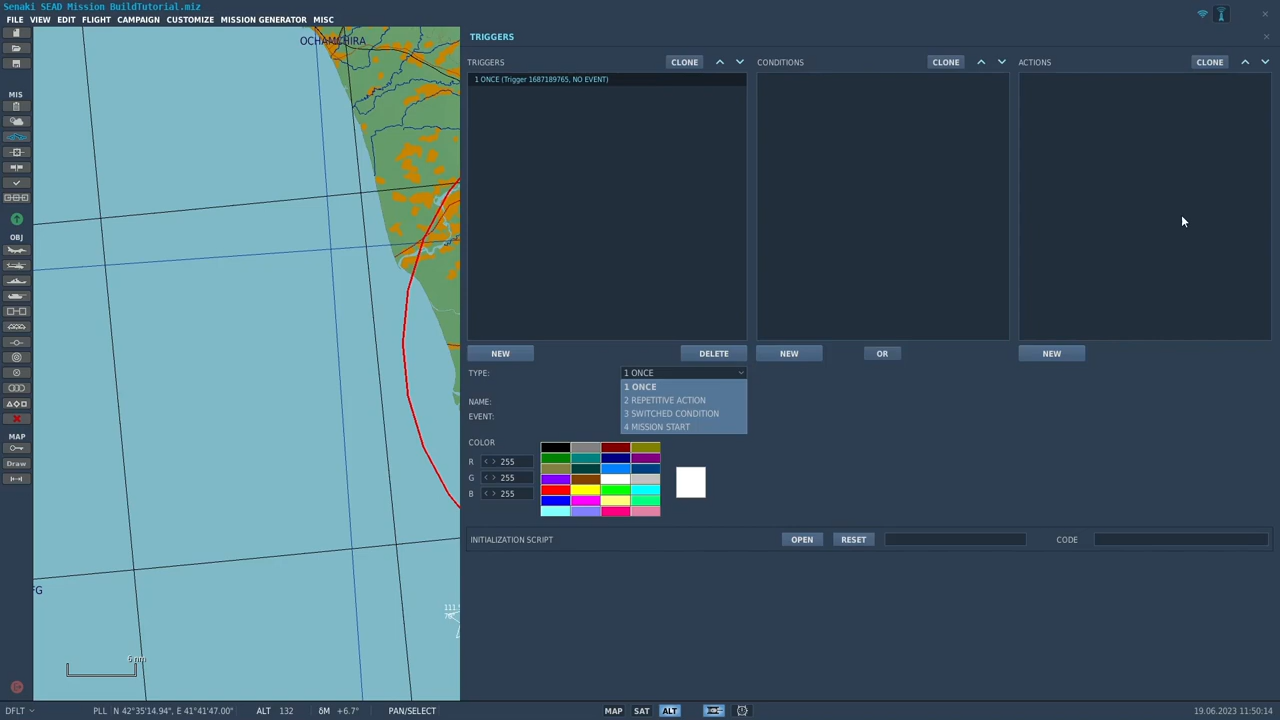 Senaki SEAD Mission BuildTutorial.miz
FILE VIEW EDIT FLIGHT CAMPAIGN CUSTOMIZE MISSION GENERATOR MISC
MIS
OBJ
MAP
Draw
OCHAMCHIRA
FG
6 nm
TRIGGERS
TRIGGERS CLONE CONDITIONS CLONE ACTIONS CLONE
1 ONCE (Trigger 1687189765, NO EVENT)
NEW DELETE NEW OR NEW
TYPE: 1 ONCE
1 ONCE
2 REPETITIVE ACTION
3 SWITCHED CONDITION
4 MISSION START
NAME:
EVENT:
COLOR
R 255
G 255
B 255
INITIALIZATION SCRIPT OPEN RESET CODE
DFLT PLL N 42°35'14.94", E 41°41'47.00" ALT 132 δM +6.7° PAN/SELECT MAP SAT ALT 19.06.2023 11:50:14